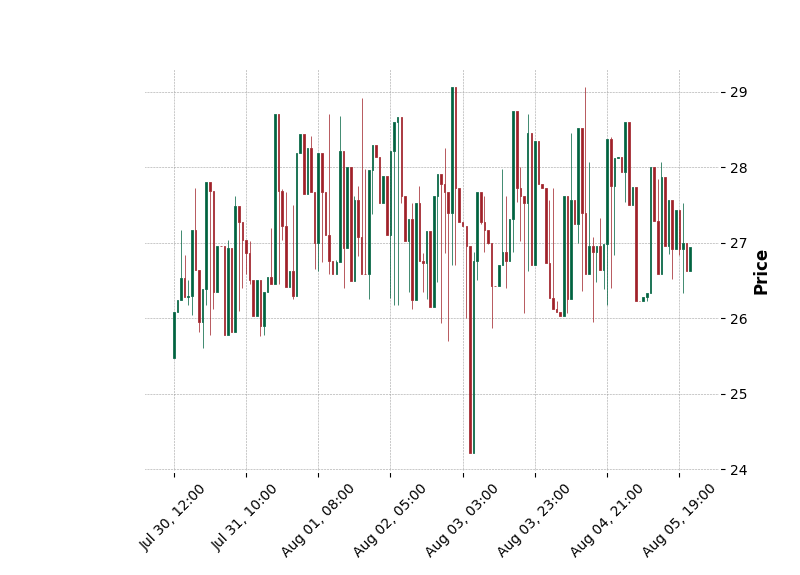 29
28
27
26
25
24
Price
Jul 30, 12:00
Jul 31, 10:00
Aug 01, 08:00
Aug 02, 05:00
Aug 03, 03:00
Aug 03, 23:00
Aug 04, 21:00
Aug 05, 19:00